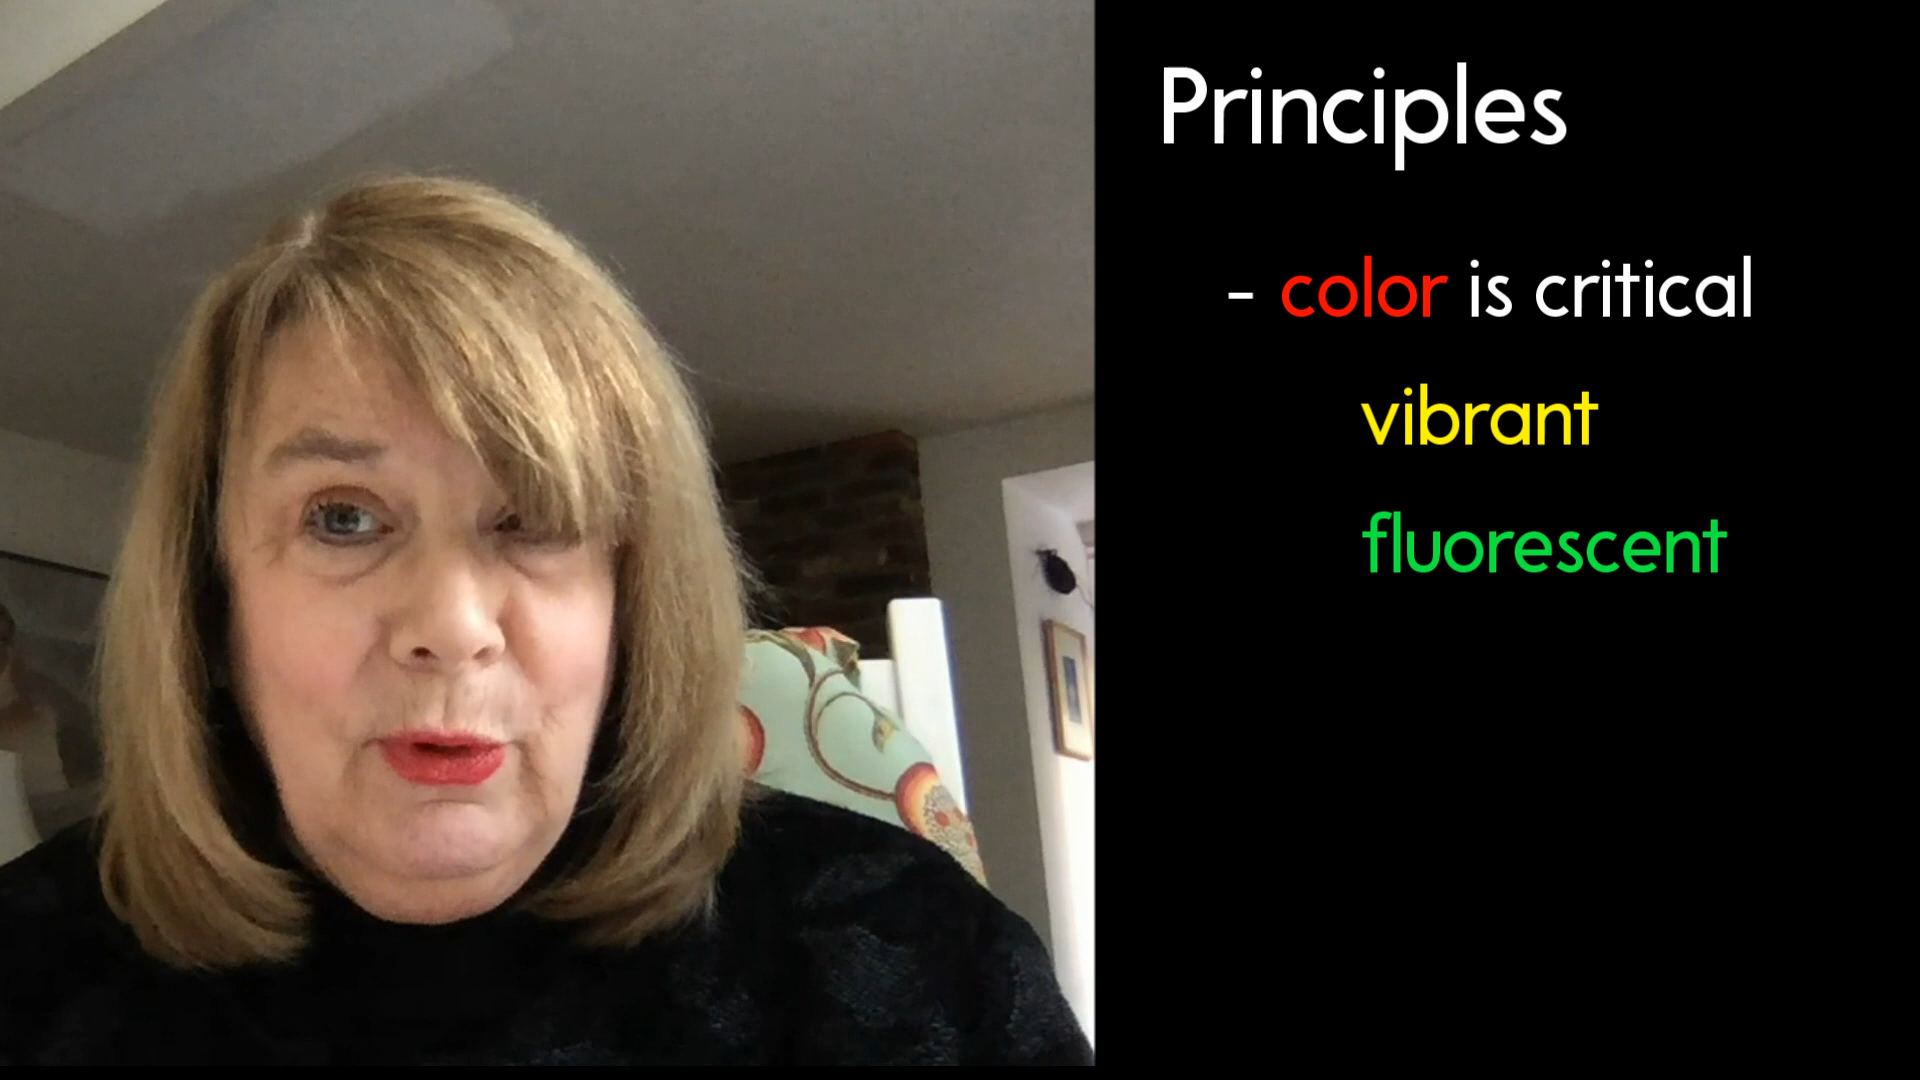 Principles
- color is critical
vibrant
fluorescent